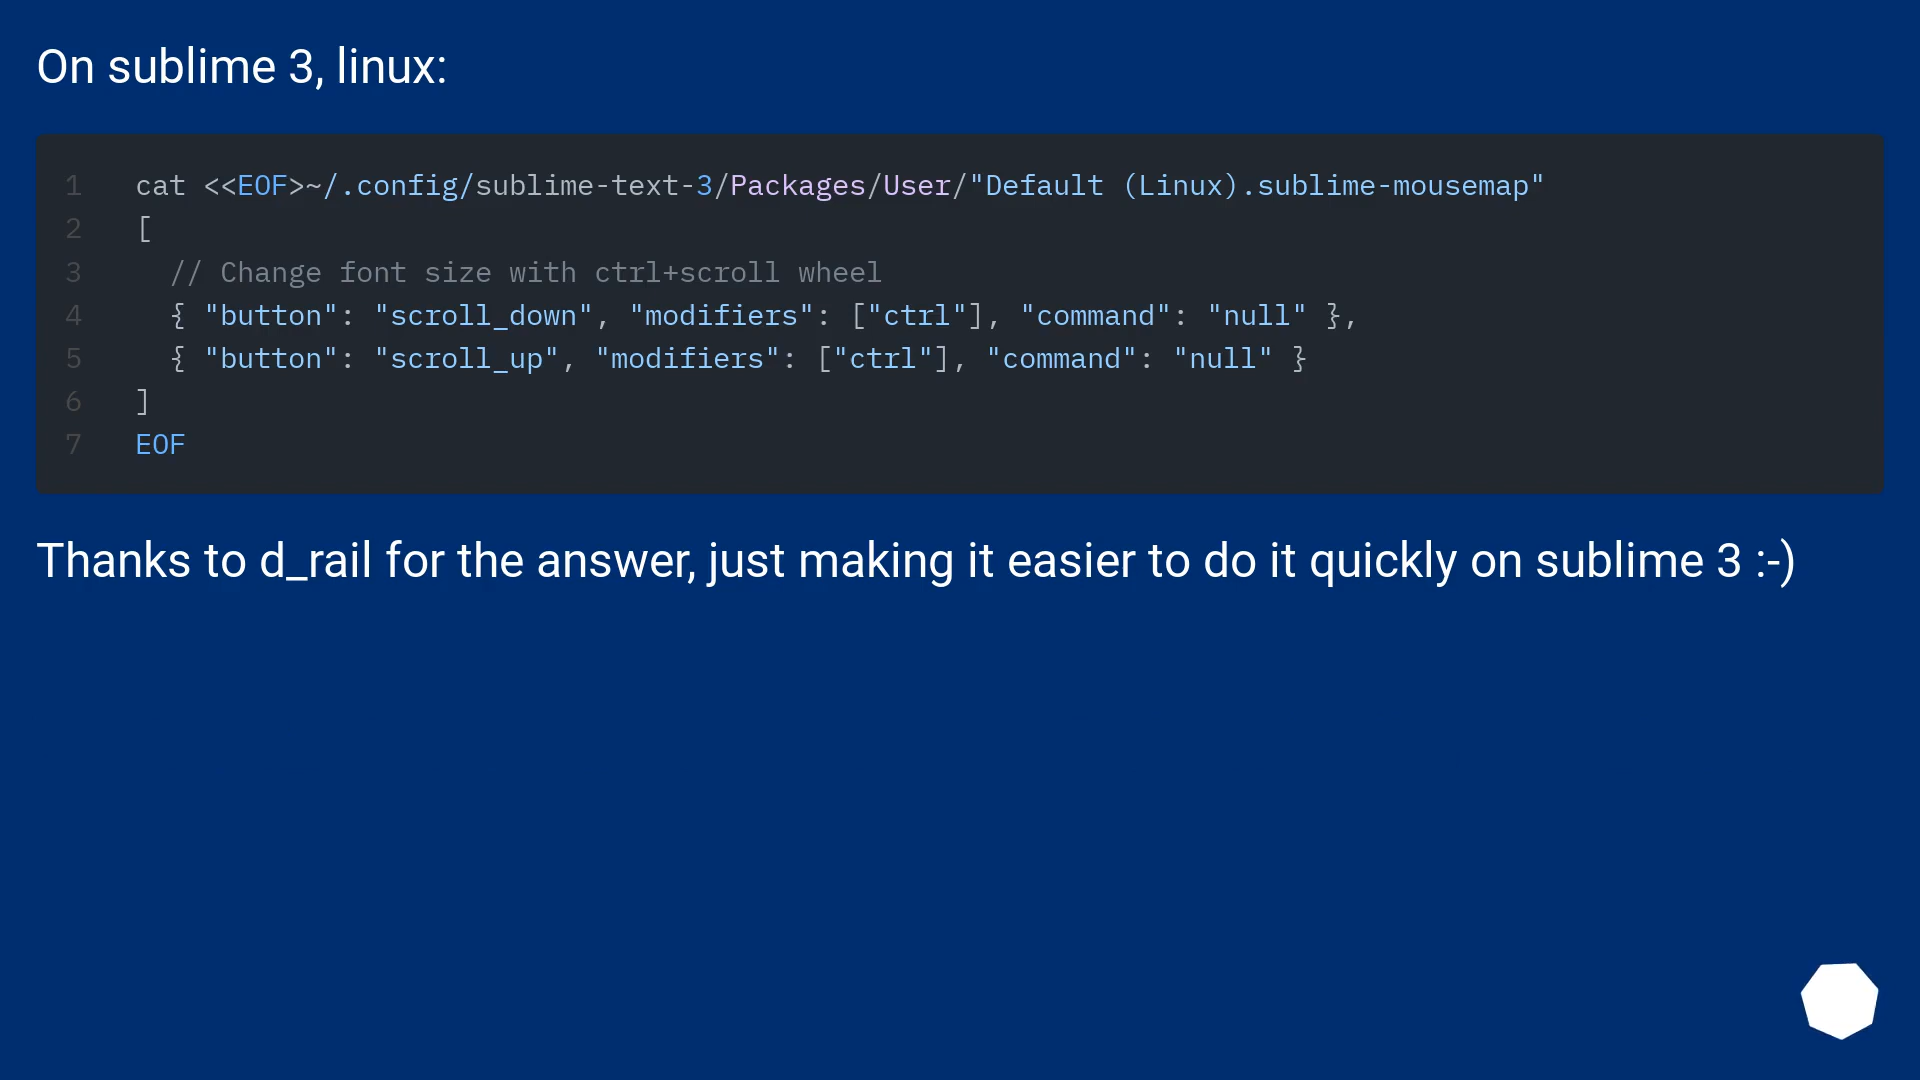 On sublime 3, linux:
1 cat <<EOF>~/.config/sublime-text-3/Packages/User/"Default (Linux).sublime-mousemap"
2 [
3   // Change font size with ctrl+scroll wheel
4   { "button": "scroll_down", "modifiers": ["ctrl"], "command": "null" },
5   { "button": "scroll_up", "modifiers": ["ctrl"], "command": "null" }
6 ]
7 EOF
Thanks to d_rail for the answer, just making it easier to do it quickly on sublime 3 :-)